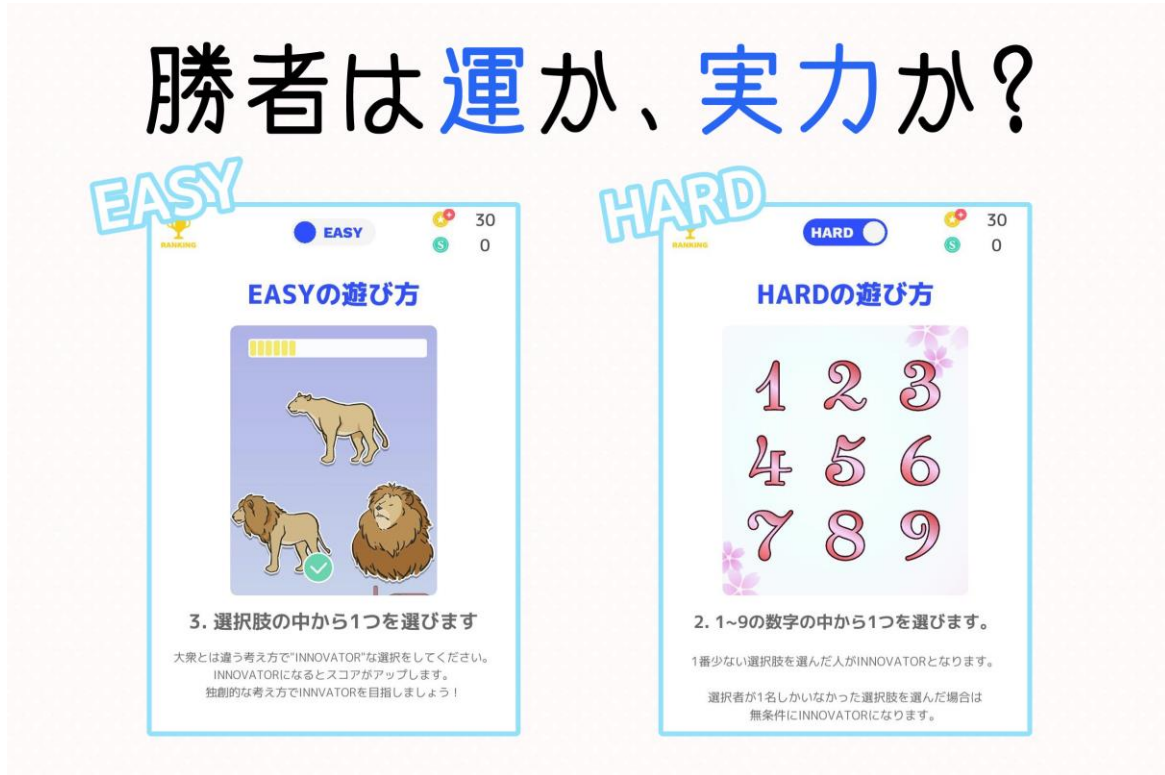 勝者は運か、実力か?
EASY
RANKING
EASY
30
S
0
EASYの遊び方
3. 選択肢の中から1つを選びます
大衆とは違う考え方で"INNOVATOR"な選択をしてください。
INNOVATORになるとスコアがアップします。
独創的な考え方でINNVATORを目指しましょう！
HARD
RANKING
HARD
30
S
0
HARDの遊び方
1 2 3
4 5 6
7 8 9
2. 1~9の数字の中から1つを選びます。
1番少ない選択肢を選んだ人がINNOVATORとなります。
選択者が1名しかいなかった選択肢を選んだ場合は
無条件にINNOVATORになります。